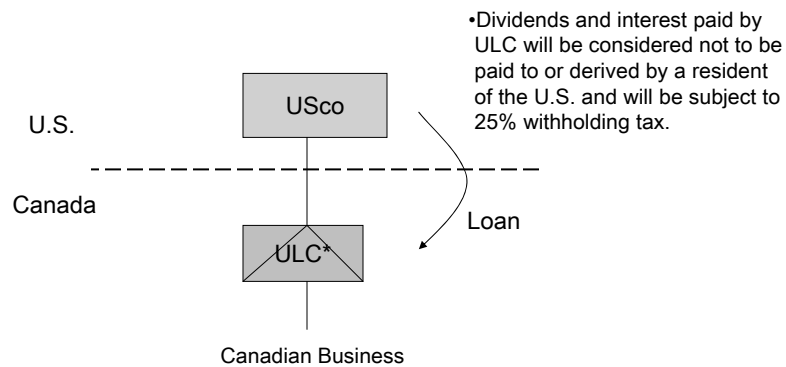 •Dividends and interest paid by
ULC will be considered not to be
paid to or derived by a resident
of the U.S. and will be subject to
25% withholding tax.
USco
U.S.
Canada
Loan
ULC*
Canadian Business